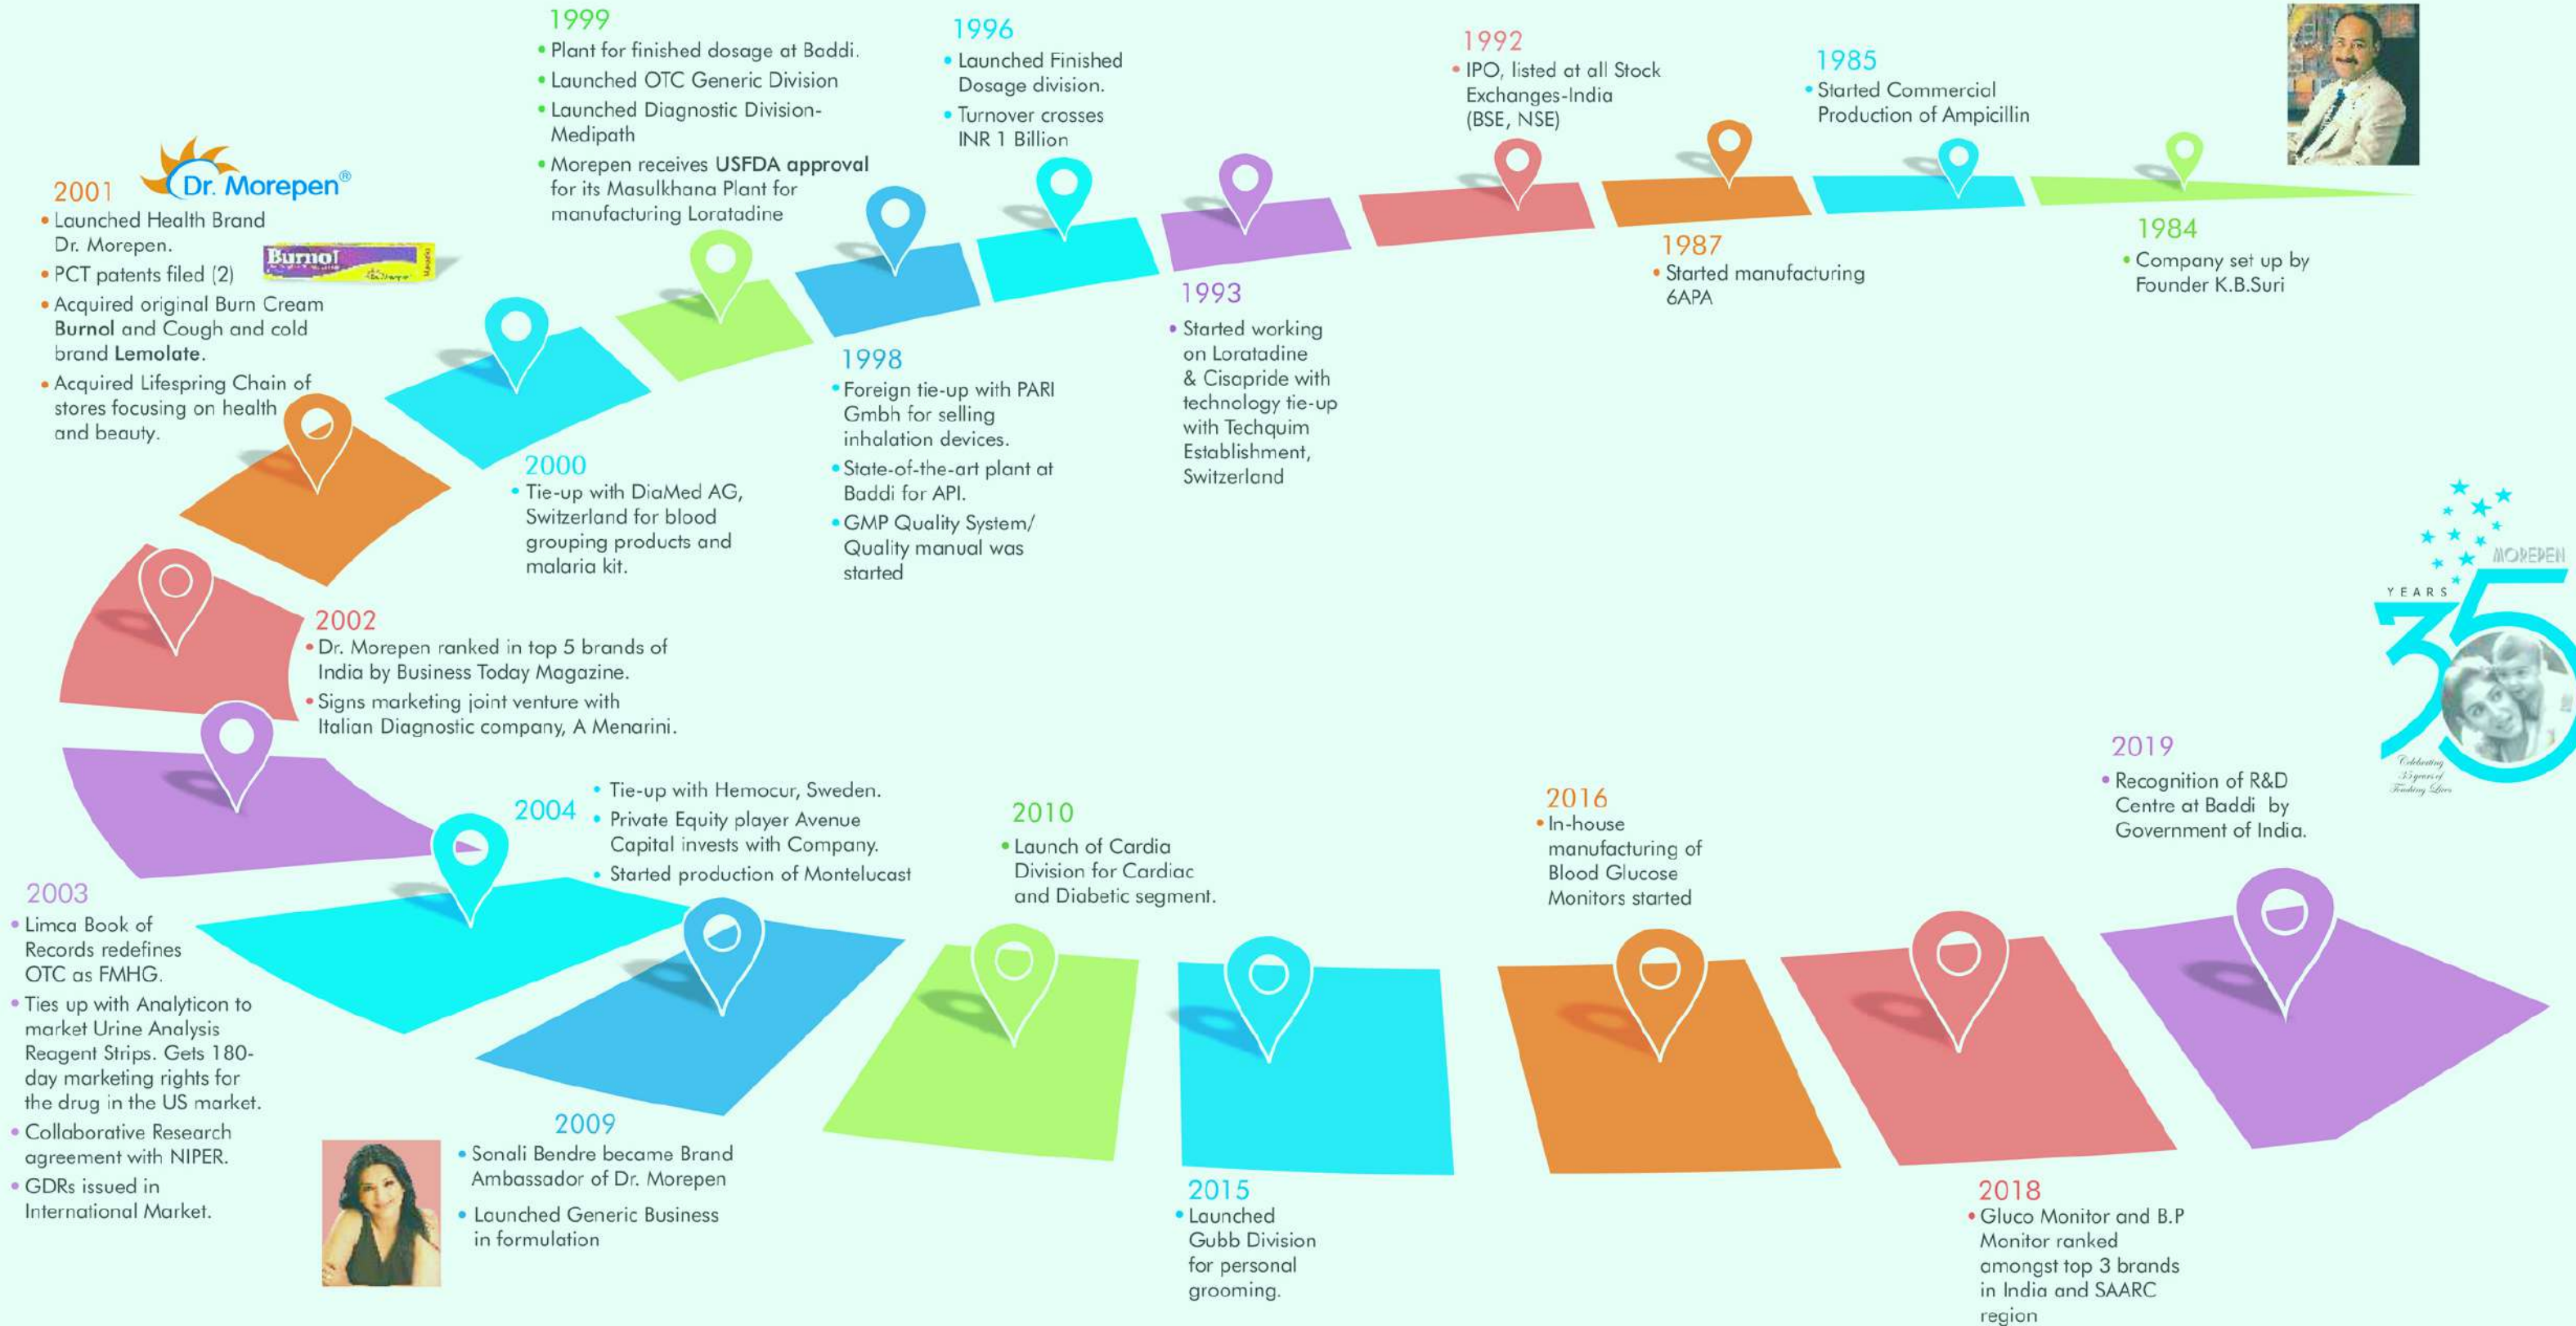 1999
• Plant for finished dosage at Baddi.
• Launched OTC Generic Division
• Launched Diagnostic Division-
Medipath
• Morepen receives USFDA approval
for its Masulkhana Plant for
manufacturing Loratadine
1996
• Launched Finished
Dosage division.
• Turnover crosses
INR 1 Billion
1992
• IPO, listed at all Stock
Exchanges-India
(BSE, NSE)
1985
• Started Commercial
Production of Ampicillin
Dr. Morepen®
2001
• Launched Health Brand
Dr. Morepen.
• PCT patents filed (2)
• Acquired original Burn Cream
Burnol and Cough and cold
brand Lemolate.
• Acquired Lifespring Chain of
stores focusing on health
and beauty.
Burnol
1987
• Started manufacturing
6APA
1984
• Company set up by
Founder K.B.Suri
1993
• Started working
on Loratadine
& Cisapride with
technology tie-up
with Techquim
Establishment,
Switzerland
1998
• Foreign tie-up with PARI
Gmbh for selling
inhalation devices.
• State-of-the-art plant at
Baddi for API.
• GMP Quality System/
Quality manual was
started
2000
• Tie-up with DiaMed AG,
Switzerland for blood
grouping products and
malaria kit.
MOREPEN
YEARS
35
Celebrating
35 years of
Touching Lives
2002
• Dr. Morepen ranked in top 5 brands of
India by Business Today Magazine.
• Signs marketing joint venture with
Italian Diagnostic company, A Menarini.
2004
• Tie-up with Hemocur, Sweden.
• Private Equity player Avenue
Capital invests with Company.
• Started production of Montelucast
2010
• Launch of Cardia
Division for Cardiac
and Diabetic segment.
2016
• In-house
manufacturing of
Blood Glucose
Monitors started
2019
• Recognition of R&D
Centre at Baddi by
Government of India.
2003
• Limca Book of
Records redefines
OTC as FMHG.
• Ties up with Analyticon to
market Urine Analysis
Reagent Strips. Gets 180-
day marketing rights for
the drug in the US market.
• Collaborative Research
agreement with NIPER.
• GDRs issued in
International Market.
2009
• Sonali Bendre became Brand
Ambassador of Dr. Morepen
• Launched Generic Business
in formulation
2015
• Launched
Gubb Division
for personal
grooming.
2018
• Gluco Monitor and B.P
Monitor ranked
amongst top 3 brands
in India and SAARC
region